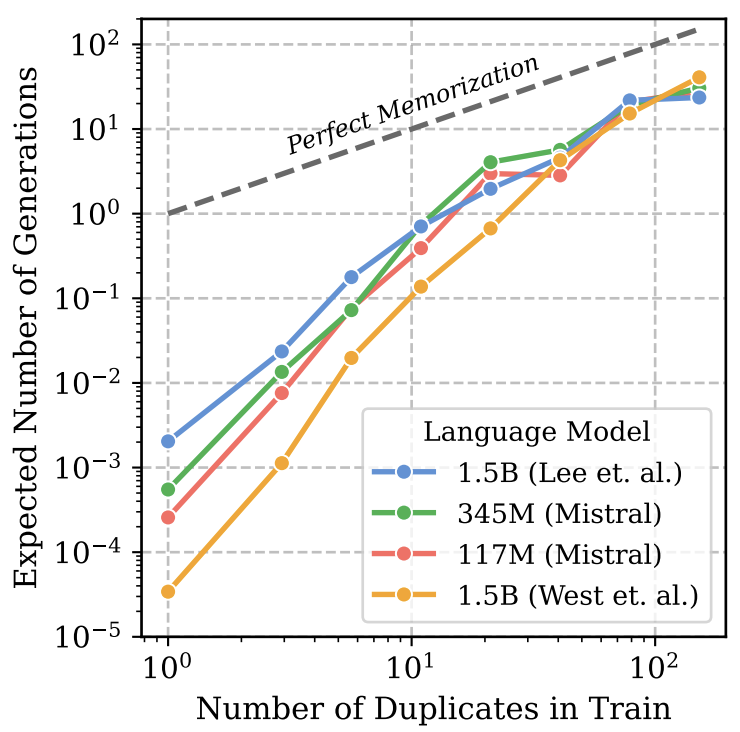 Expected Number of Generations
10²
10¹
10⁰
10⁻¹
10⁻²
10⁻³
10⁻⁴
10⁻⁵
Perfect Memorization
Language Model
1.5B (Lee et. al.)
345M (Mistral)
117M (Mistral)
1.5B (West et. al.)
10⁰ 10¹ 10²
Number of Duplicates in Train